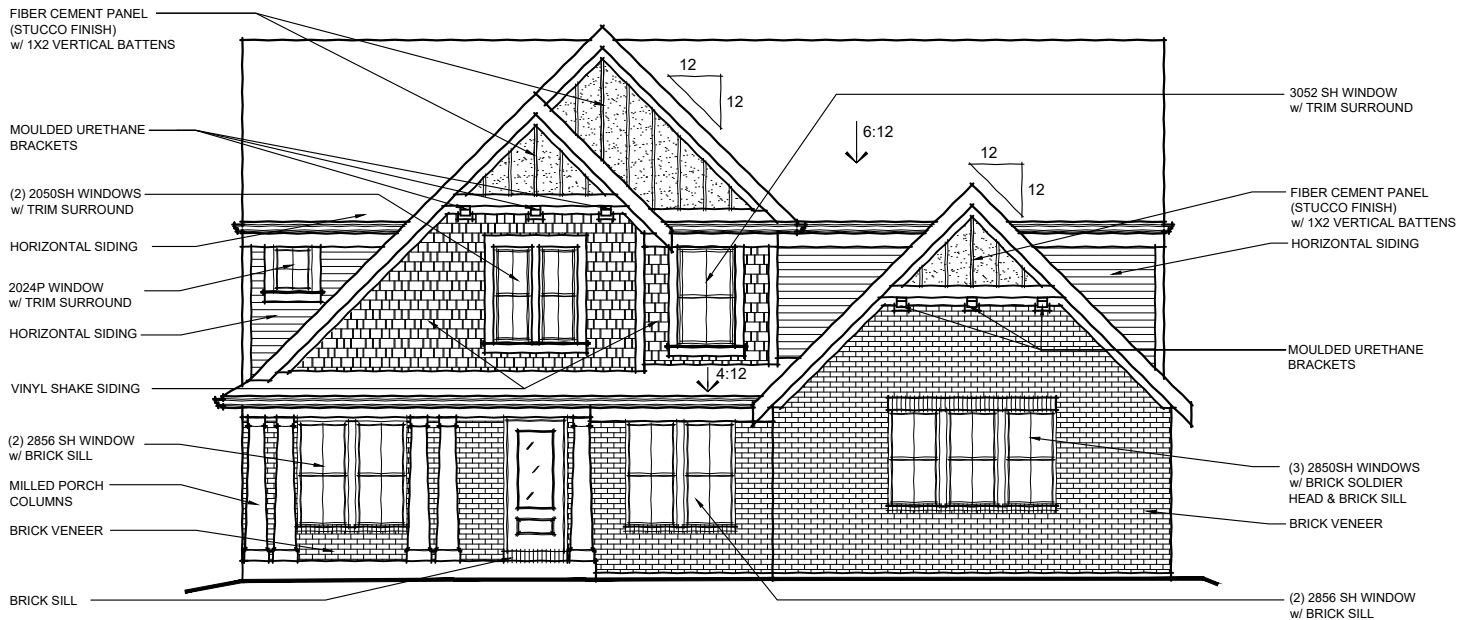 FIBER CEMENT PANEL
(STUCCO FINISH)
w/ 1X2 VERTICAL BATTENS
MOULDED URETHANE
BRACKETS
(2) 2050SH WINDOWS
w/ TRIM SURROUND
HORIZONTAL SIDING
2024P WINDOW
w/ TRIM SURROUND
HORIZONTAL SIDING
VINYL SHAKE SIDING
(2) 2856 SH WINDOW
w/ BRICK SILL
MILLED PORCH
COLUMNS
BRICK VENEER
BRICK SILL
12
12
6:12
12
12
4:12
3052 SH WINDOW
w/ TRIM SURROUND
FIBER CEMENT PANEL
(STUCCO FINISH)
w/ 1X2 VERTICAL BATTENS
HORIZONTAL SIDING
MOULDED URETHANE
BRACKETS
(3) 2850SH WINDOWS
w/ BRICK SOLDIER
HEAD & BRICK SILL
BRICK VENEER
(2) 2856 SH WINDOW
w/ BRICK SILL